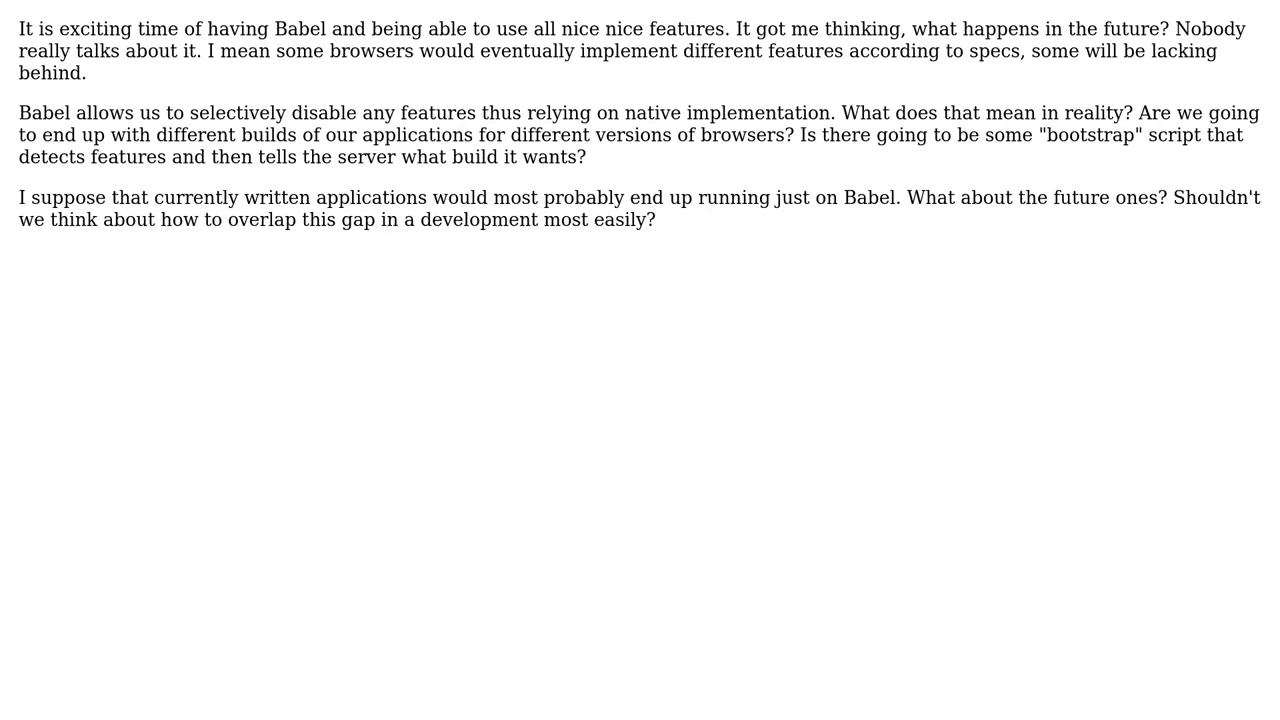 It is exciting time of having Babel and being able to use all nice nice features. It got me thinking, what happens in the future? Nobody
really talks about it. I mean some browsers would eventually implement different features according to specs, some will be lacking
behind.
Babel allows us to selectively disable any features thus relying on native implementation. What does that mean in reality? Are we going
to end up with different builds of our applications for different versions of browsers? Is there going to be some "bootstrap" script that
detects features and then tells the server what build it wants?
I suppose that currently written applications would most probably end up running just on Babel. What about the future ones? Shouldn't
we think about how to overlap this gap in a development most easily?